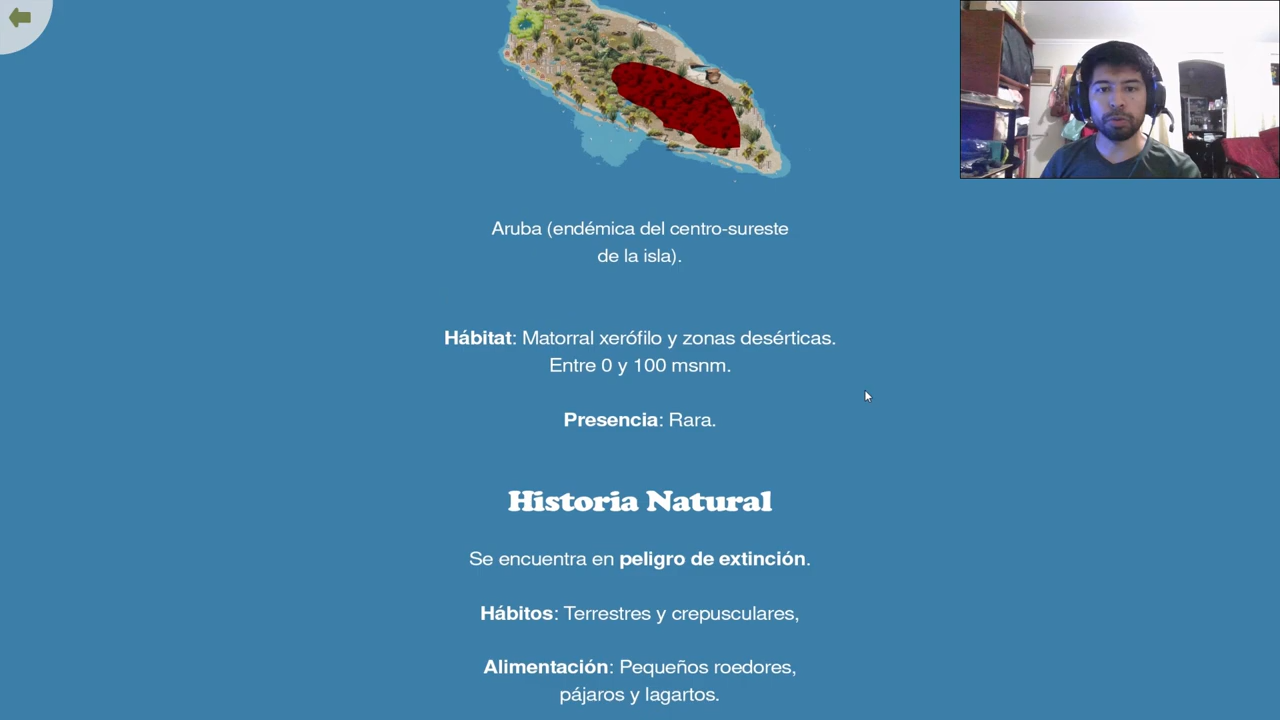 Aruba (endémica del centro-sureste
de la isla).
Hábitat: Matorral xerófilo y zonas desérticas.
Entre 0 y 100 msnm.
Presencia: Rara.
Historia Natural
Se encuentra en peligro de extinción.
Hábitos: Terrestres y crepusculares,
Alimentación: Pequeños roedores,
pájaros y lagartos.